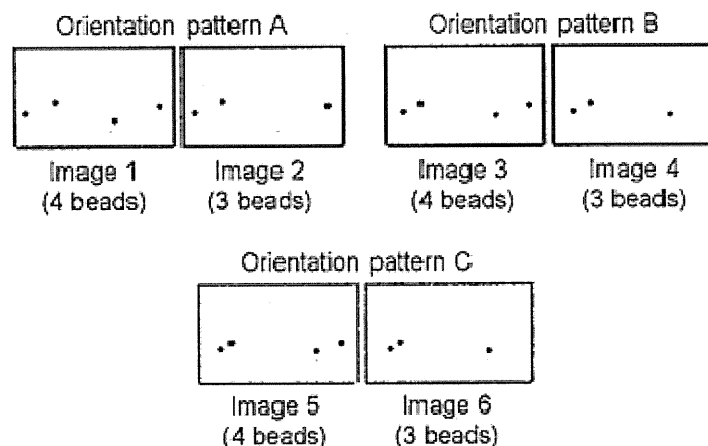 Orientation pattern A
Orientation pattern B
Image 1
(4 beads)
Image 2
(3 beads)
Image 3
(4 beads)
Image 4
(3 beads)
Orientation pattern C
Image 5
(4 beads)
Image 6
(3 beads)